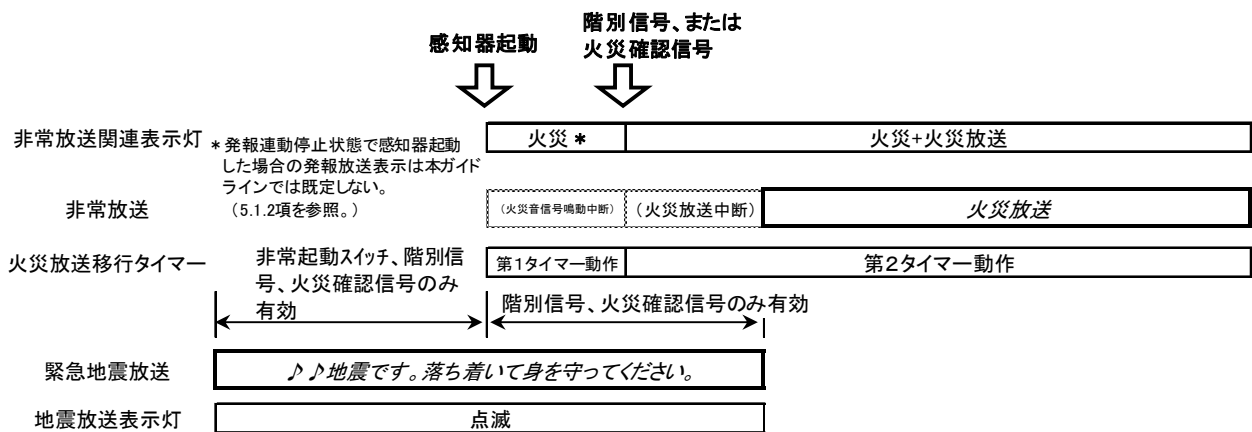 階別信号、または
火災確認信号
感知器起動
非常放送関連表示灯
＊発報連動停止状態で感知器起動
した場合の発報放送表示は本ガイド
ラインでは既定しない。
（5.1.2項を参照。）
火災＊
火災+火災放送
非常放送
（火災音信号鳴動中断）
（火災放送中断）
火災放送
火災放送移行タイマー
非常起動スイッチ、階別信
号、火災確認信号のみ
有効
第1タイマー動作
第２タイマー動作
階別信号、火災確認信号のみ有効
緊急地震放送
♪♪地震です。落ち着いて身を守ってください。
地震放送表示灯
点滅